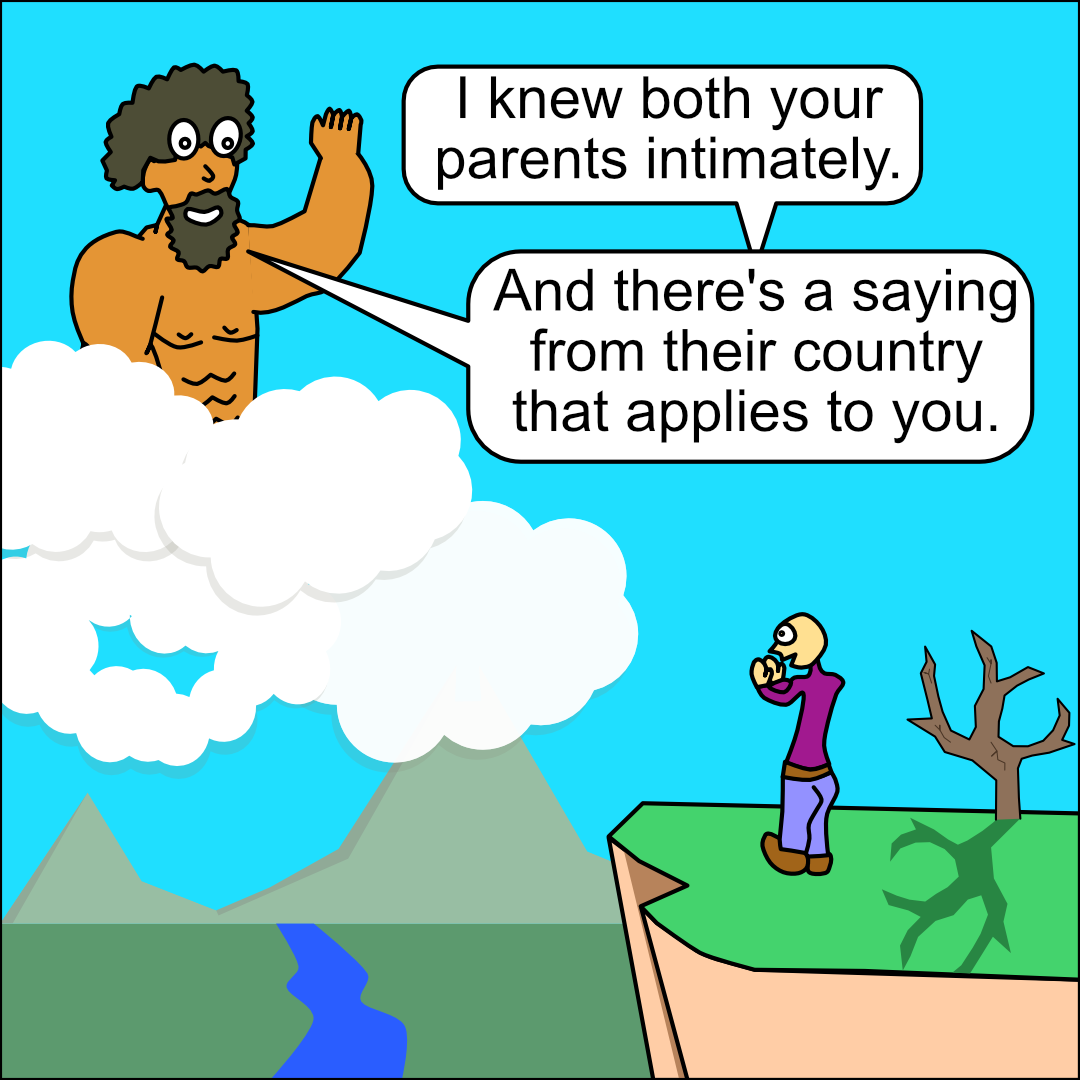 I knew both your
parents intimately.
And there's a saying
from their country
that applies to you.